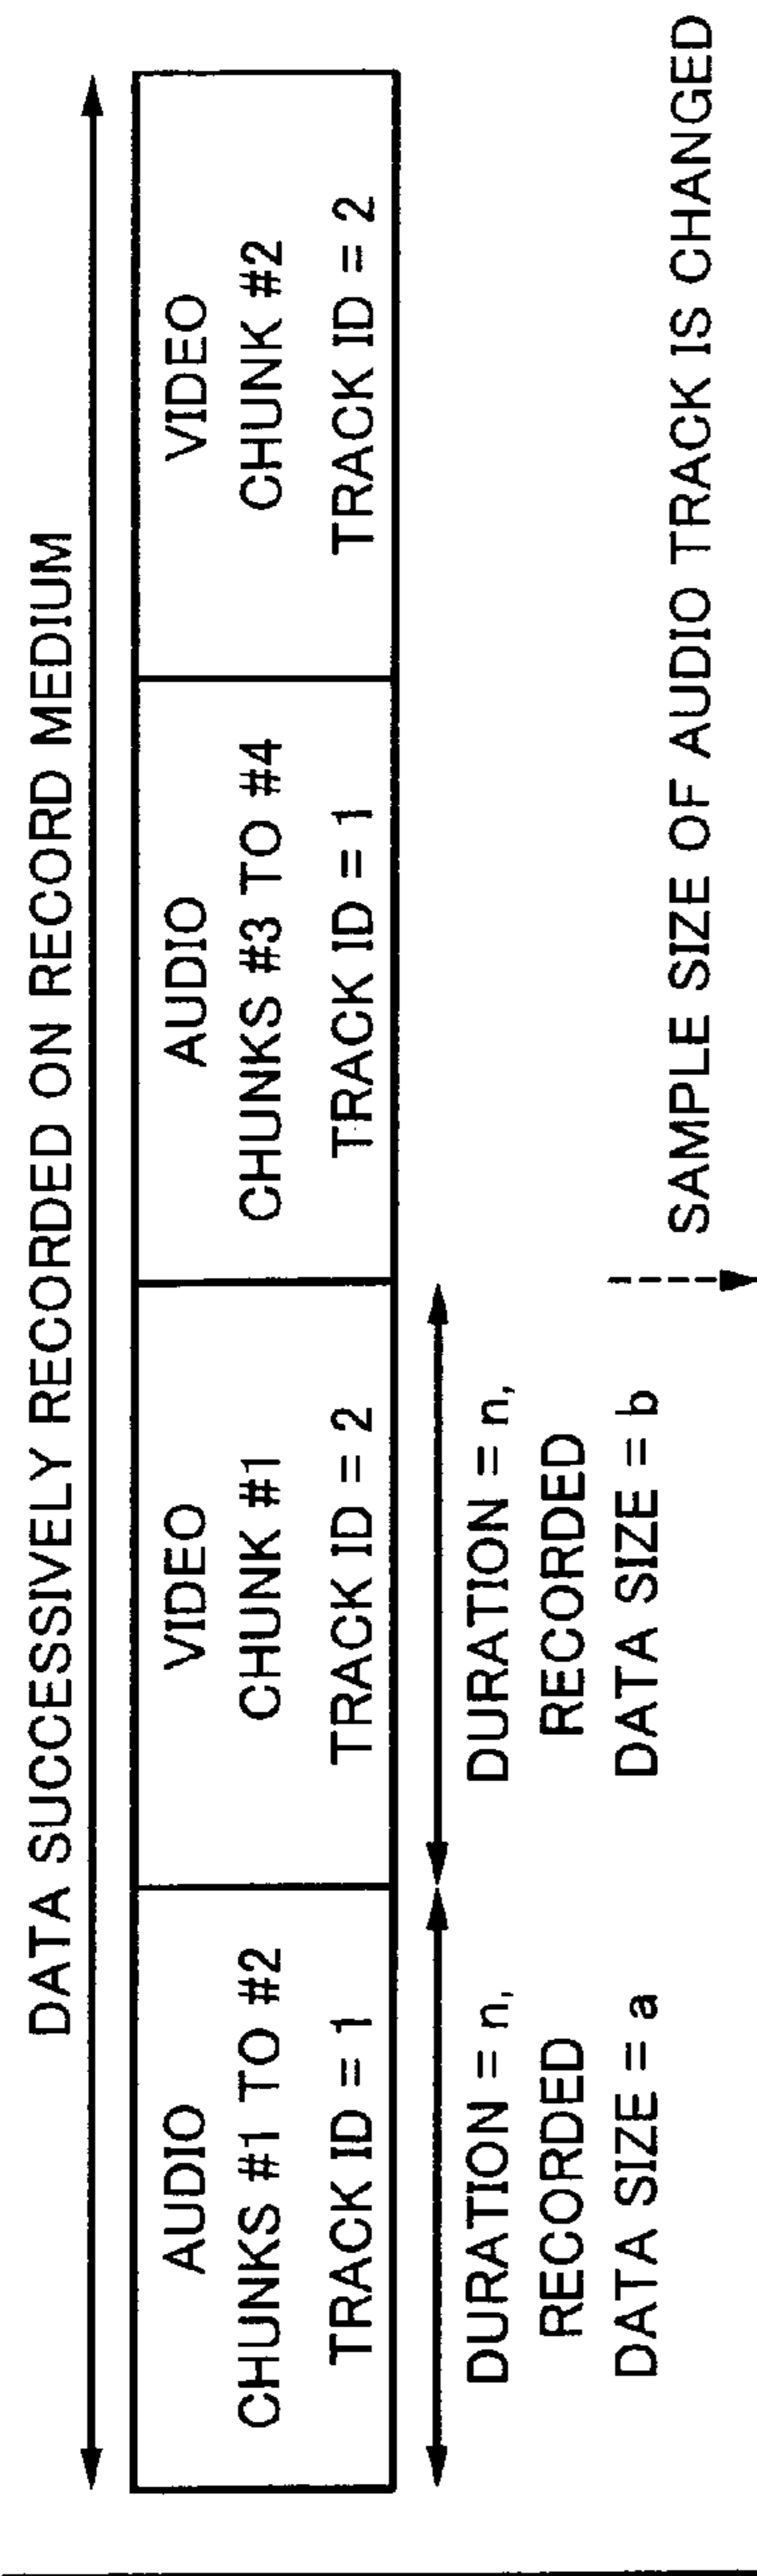 DATA SUCCESSIVELY RECORDED ON RECORD MEDIUM
AUDIO
CHUNKS #1 TO #2
TRACK ID = 1
VIDEO
CHUNK #1
TRACK ID = 2
AUDIO
CHUNKS #3 TO #4
TRACK ID = 1
VIDEO
CHUNK #2
TRACK ID = 2
DURATION = n,
RECORDED
DATA SIZE = a
DURATION = n,
RECORDED
DATA SIZE = b
SAMPLE SIZE OF AUDIO TRACK IS CHANGED